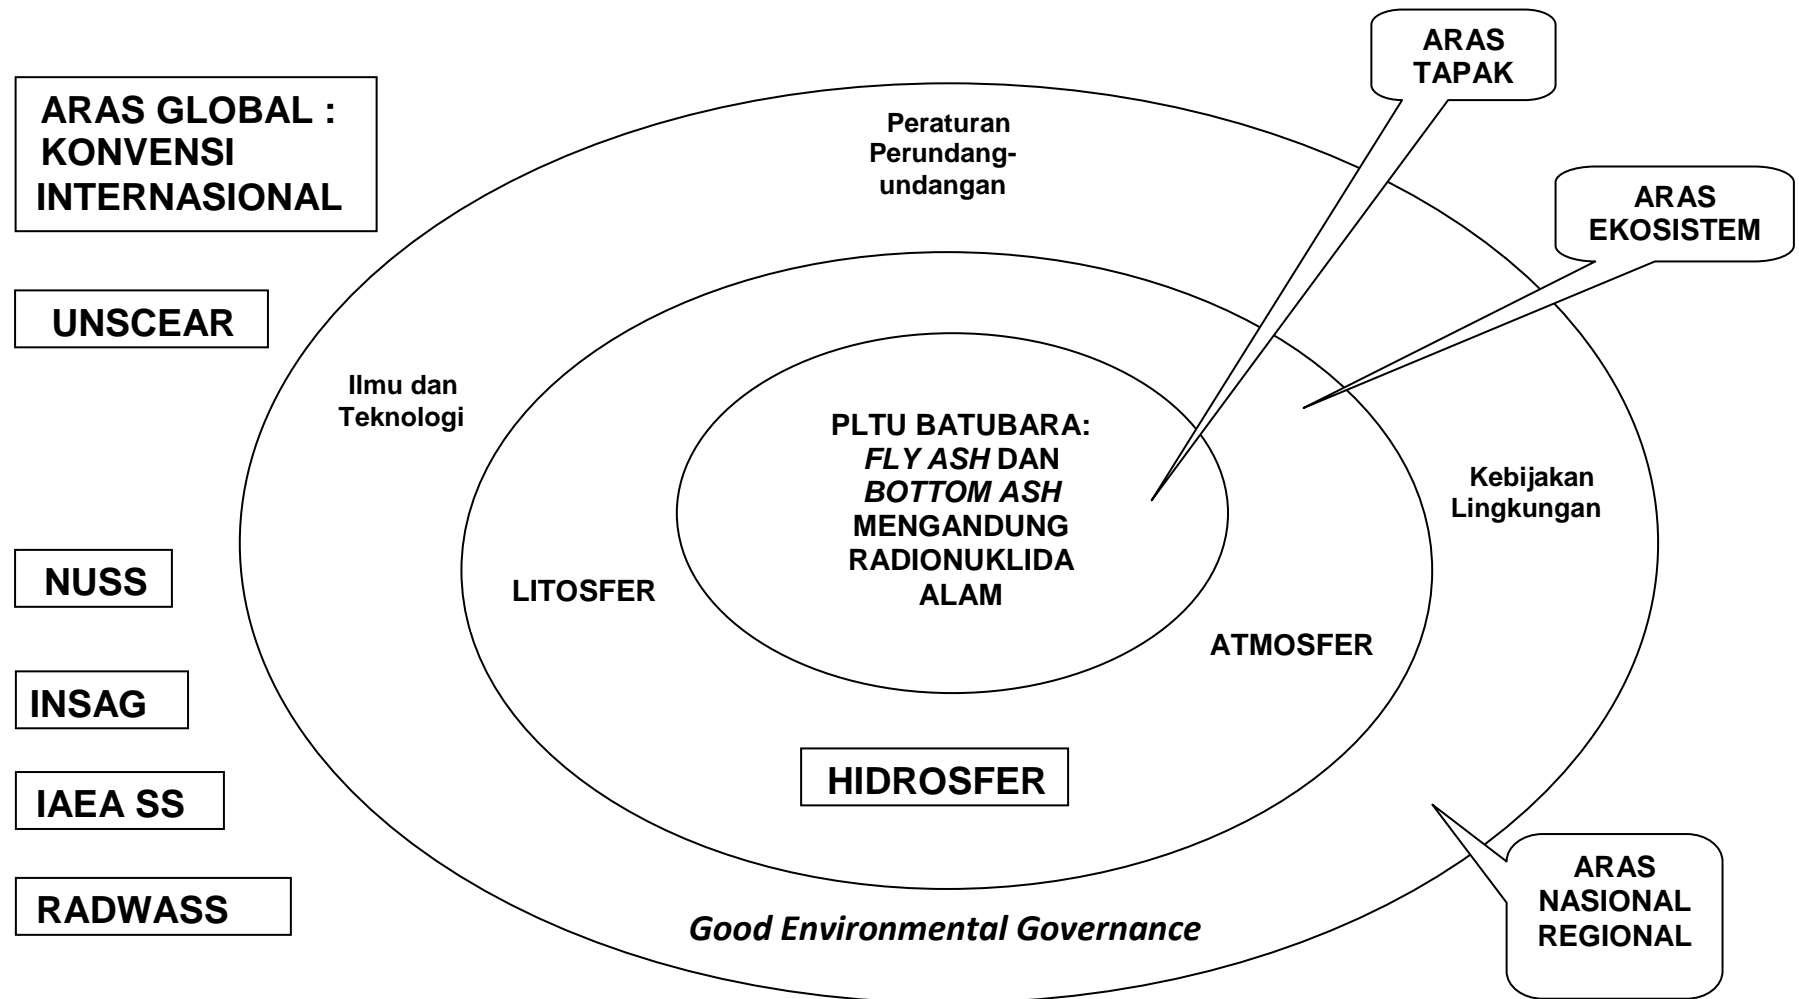 ARAS
TAPAK
ARAS GLOBAL :
KONVENSI
INTERNASIONAL
Peraturan
Perundang-
undangan
ARAS
EKOSISTEM
UNSCEAR
Ilmu dan
Teknologi
PLTU BATUBARA:
FLY ASH DAN
BOTTOM ASH
MENGANDUNG
RADIONUKLIDA
ALAM
Kebijakan
Lingkungan
NUSS
LITOSFER
ATMOSFER
INSAG
HIDROSFER
IAEA SS
RADWASS
Good Environmental Governance
ARAS
NASIONAL
REGIONAL